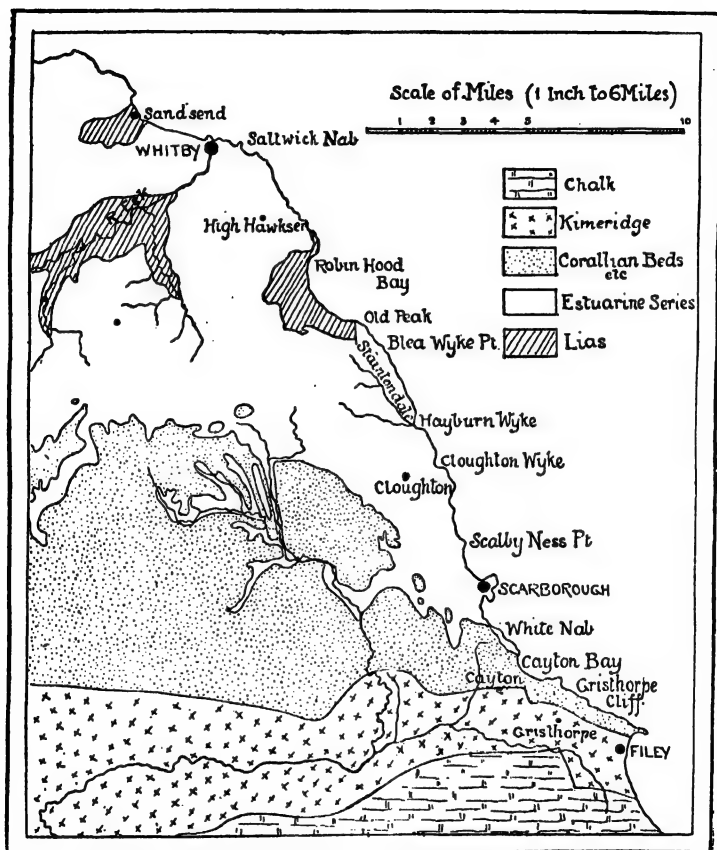 Scale of Miles (1 Inch to 6 Miles)
1 2 3 4 5 6 10
Sandsend
WHITBY
Saltwick Nab
High Hawsker
Robin Hood
Bay
Old Peak
Blea Wyke Pt.
Staintondale
Hayburn Wyke
Cloughton Wyke
Cloughton
Scalby Ness Pt
SCARBOROUGH
White Nab
Cayton Bay
Cayton
Gristhorpe
Cliff.
Gristhorpe
FILEY
Chalk
Kimeridge
Corallian Beds
etc
Estuarine Series
Lias